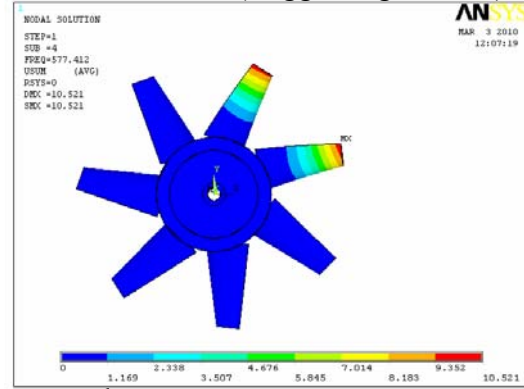 1
NODAL SOLUTION
STEP=1
SUB =4
FREQ=577.412
USUM (AVG)
RSYS=0
DMX =10.521
SMX =10.521
ANSYS
MAR 3 2010
12:07:19
MX
Y
0 2.338 4.676 7.014 9.352
1.169 3.507 5.845 8.183 10.521